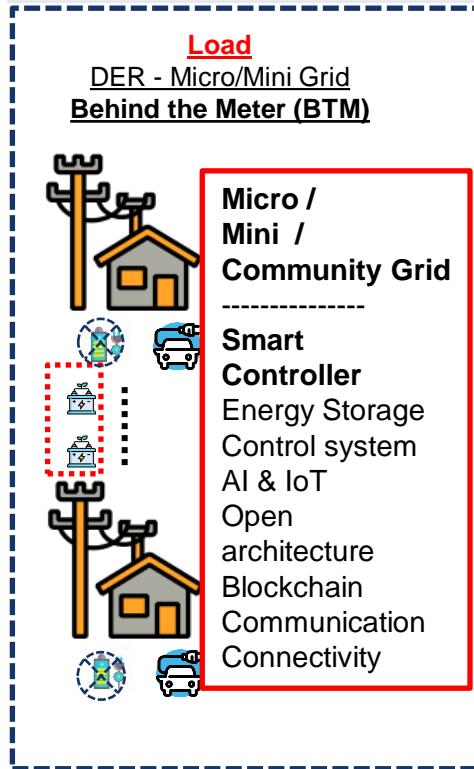 Load
DER - Micro/Mini Grid
Behind the Meter (BTM)
Micro /
Mini /
Community Grid
---------------
Smart
Controller
Energy Storage
Control system
AI & IoT
Open
architecture
Blockchain
Communication
Connectivity